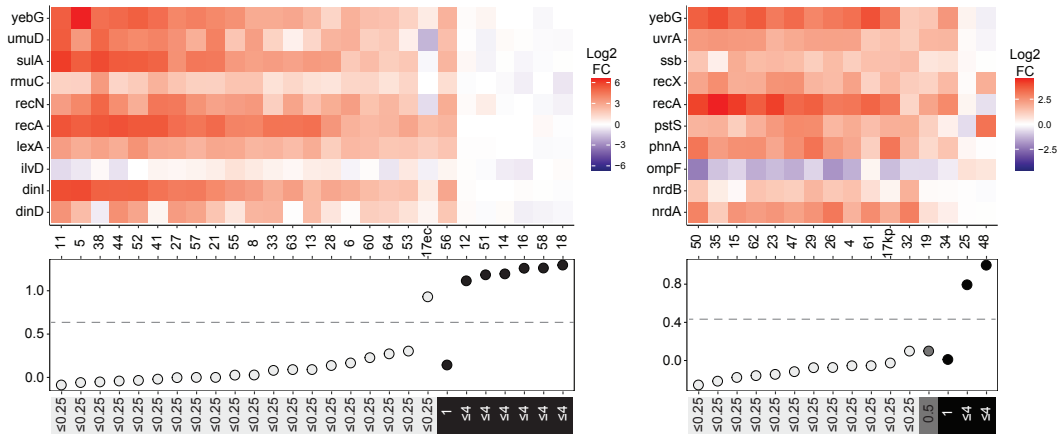 yebG
umuD
sulA
rmuC
recN
recA
lexA
ilvD
dinI
dinD
Log2
FC
6
3
0
-3
-6
11 5 38 44 52 41 27 57 21 55 8 33 63 13 28 6 60 64 53 17ec 56 12 51 14 16 58 18
1.0
0.5
0.0
≤0.25 ≤0.25 ≤0.25 ≤0.25 ≤0.25 ≤0.25 ≤0.25 ≤0.25 ≤0.25 ≤0.25 ≤0.25 ≤0.25 ≤0.25 ≤0.25 ≤0.25 ≤0.25 ≤0.25 ≤0.25 ≤0.25 ≤0.25 1 ≤4 ≤4 ≤4 ≤4 ≤4 ≤4
yebG
uvrA
ssb
recX
recA
pstS
phnA
ompF
nrdB
nrdA
Log2
FC
2.5
0.0
-2.5
50 35 15 62 23 47 29 26 4 61 17kp 32 19 34 25 48
0.8
0.4
0.0
≤0.25 ≤0.25 ≤0.25 ≤0.25 ≤0.25 ≤0.25 ≤0.25 ≤0.25 ≤0.25 ≤0.25 ≤0.25 ≤0.25 0.5 1 ≤4 ≤4